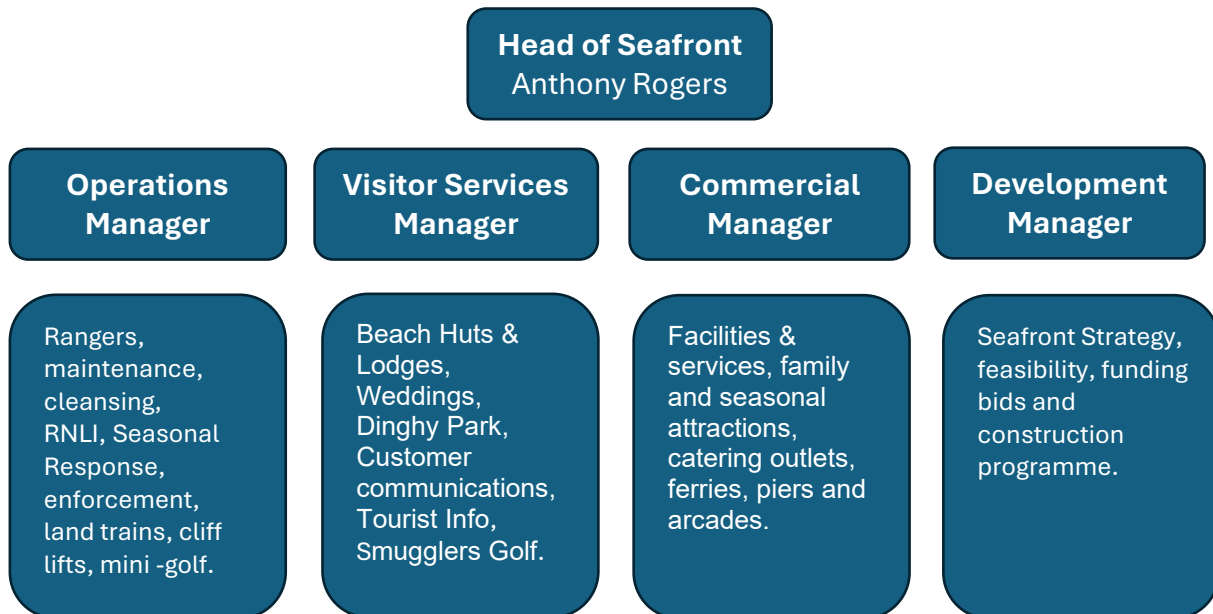 Head of Seafront
Anthony Rogers
Operations
Manager
Visitor Services
Manager
Commercial
Manager
Development
Manager
Rangers,
maintenance,
cleansing,
RNLI, Seasonal
Response,
enforcement,
land trains, cliff
lifts, mini -golf.
Beach Huts &
Lodges,
Weddings,
Dinghy Park,
Customer
communications,
Tourist Info,
Smugglers Golf.
Facilities &
services, family
and seasonal
attractions,
catering outlets,
ferries, piers and
arcades.
Seafront Strategy,
feasibility, funding
bids and
construction
programme.